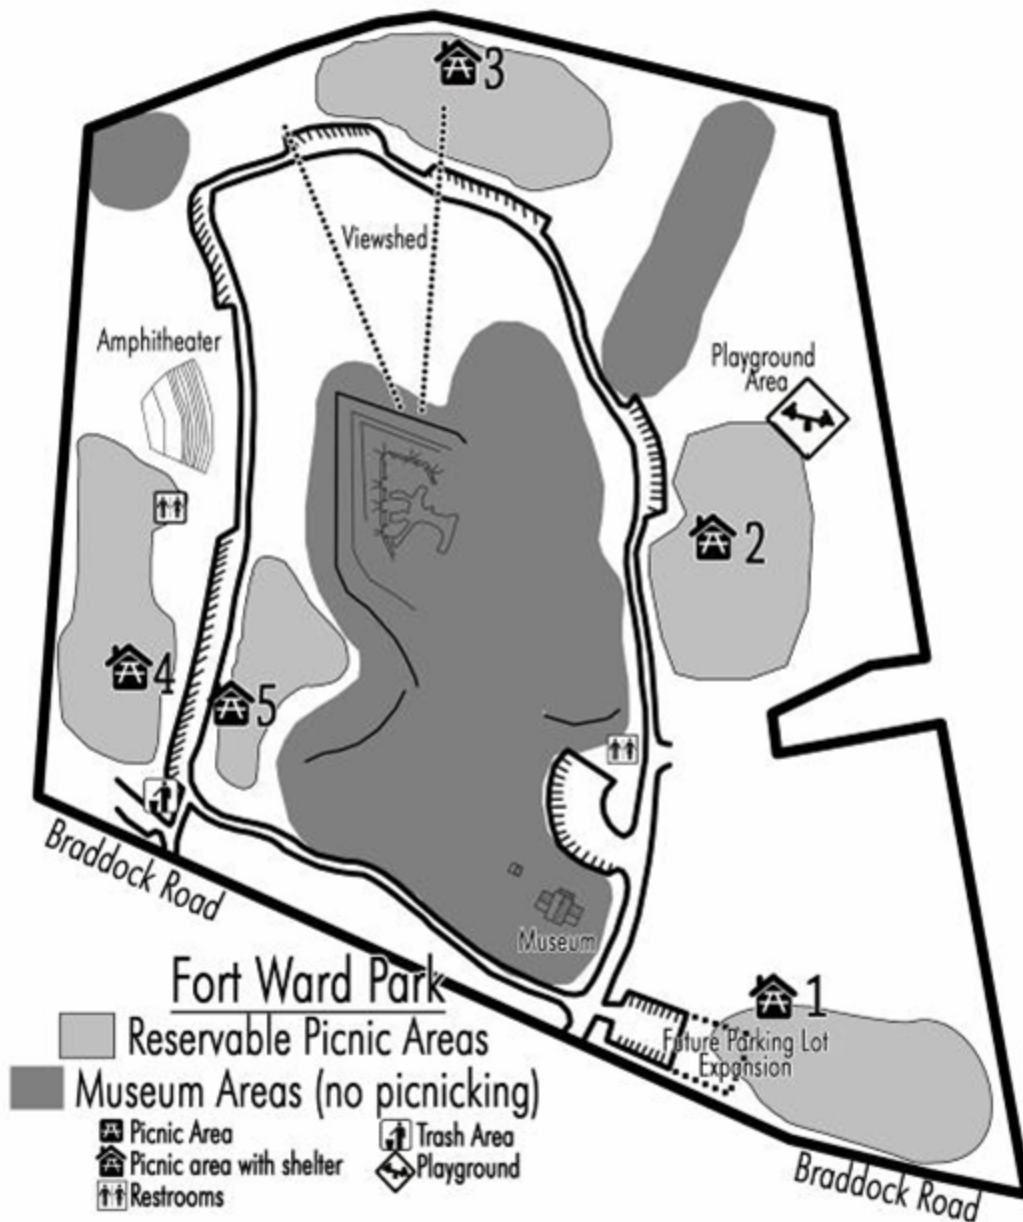 3
Viewshed
Amphitheater
Playground
Area
2
4
5
Braddock Road
Museum
1
Future Parking Lot
Expansion
Fort Ward Park
Reservable Picnic Areas
Museum Areas (no picnicking)
Picnic Area
Trash Area
Picnic area with shelter
Playground
Restrooms
Braddock Road